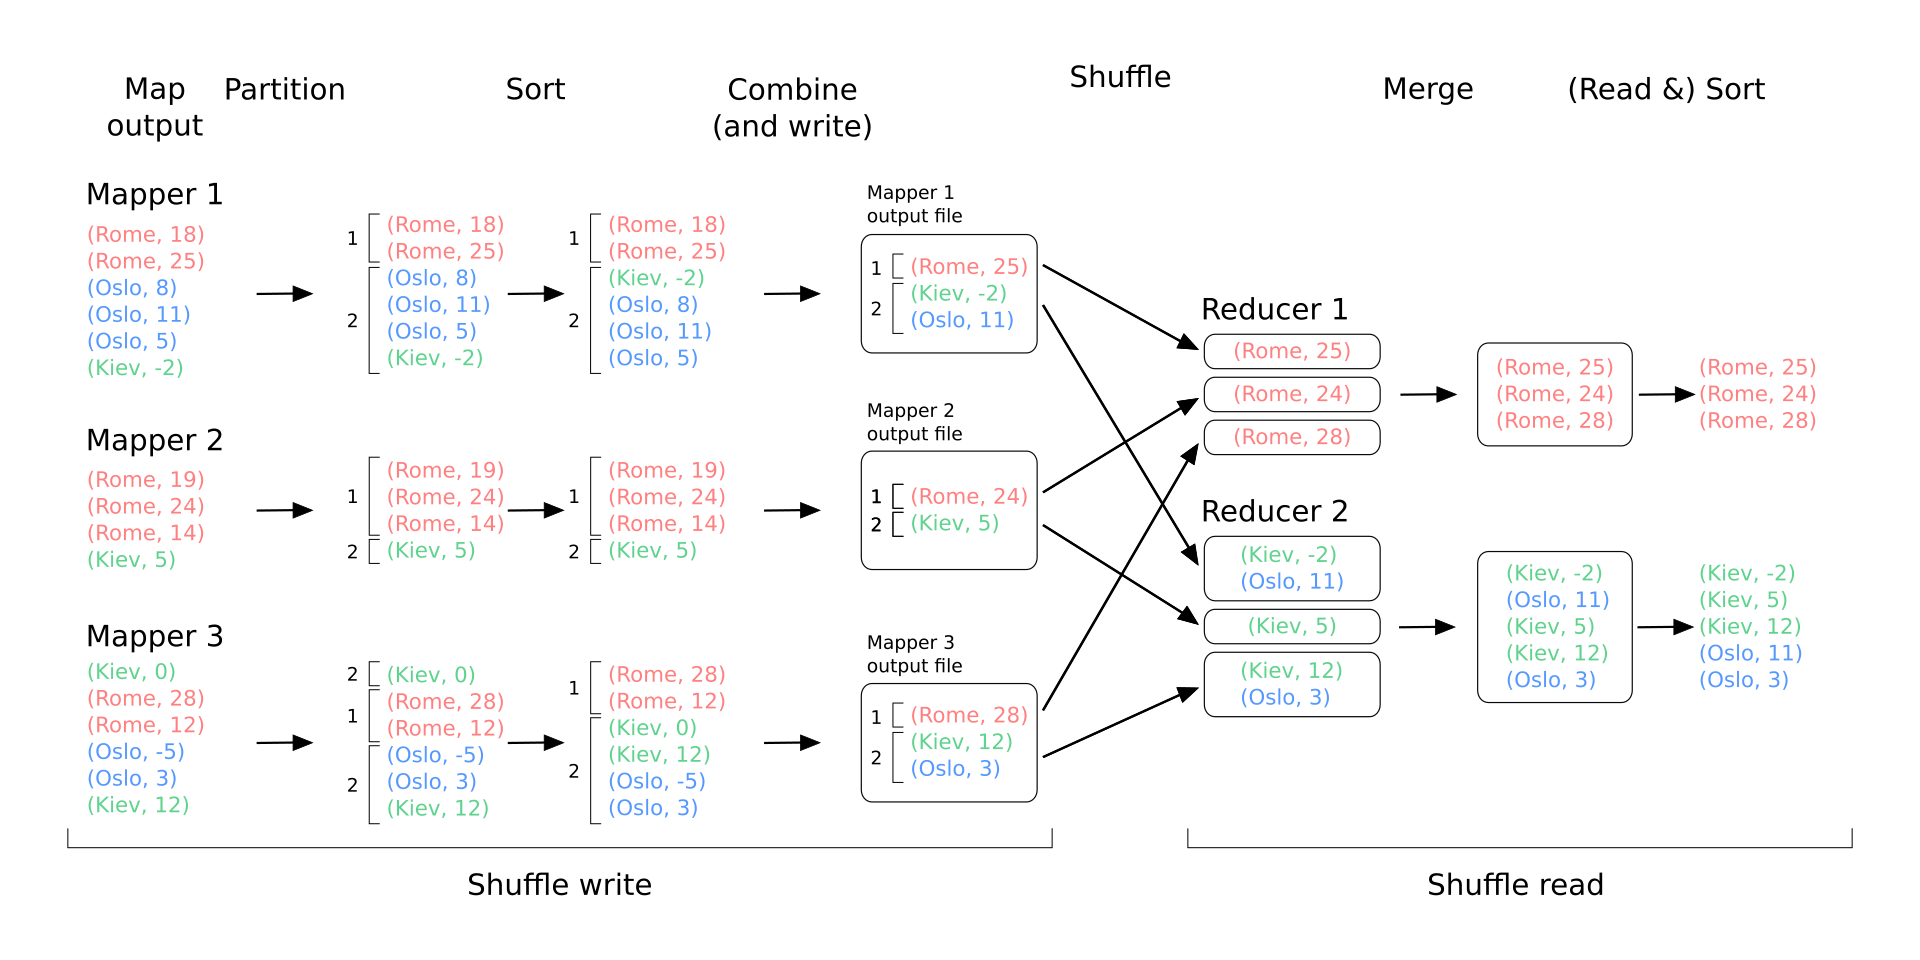 Map
output
Partition
Sort
Combine
(and write)
Shuffle
Merge
(Read &) Sort
Mapper 1
(Rome, 18)
(Rome, 25)
(Oslo, 8)
(Oslo, 11)
(Oslo, 5)
(Kiev, -2)
1
(Rome, 18)
(Rome, 25)
2
(Oslo, 8)
(Oslo, 11)
(Oslo, 5)
(Kiev, -2)
1
(Rome, 18)
(Rome, 25)
2
(Kiev, -2)
(Oslo, 8)
(Oslo, 11)
(Oslo, 5)
Mapper 1
output file
1
(Rome, 25)
2
(Kiev, -2)
(Oslo, 11)
Mapper 2
(Rome, 19)
(Rome, 24)
(Rome, 14)
(Kiev, 5)
1
(Rome, 19)
(Rome, 24)
(Rome, 14)
2
(Kiev, 5)
1
(Rome, 19)
(Rome, 24)
(Rome, 14)
2
(Kiev, 5)
Mapper 2
output file
1
(Rome, 24)
2
(Kiev, 5)
Mapper 3
(Kiev, 0)
(Rome, 28)
(Rome, 12)
(Oslo, -5)
(Oslo, 3)
(Kiev, 12)
2
(Kiev, 0)
1
(Rome, 28)
(Rome, 12)
2
(Oslo, -5)
(Oslo, 3)
(Kiev, 12)
1
(Rome, 28)
(Rome, 12)
2
(Kiev, 0)
(Kiev, 12)
(Oslo, -5)
(Oslo, 3)
Mapper 3
output file
1
(Rome, 28)
2
(Kiev, 12)
(Oslo, 3)
Reducer 1
(Rome, 25)
(Rome, 24)
(Rome, 28)
(Rome, 25)
(Rome, 24)
(Rome, 28)
(Rome, 25)
(Rome, 24)
(Rome, 28)
Reducer 2
(Kiev, -2)
(Oslo, 11)
(Kiev, 5)
(Kiev, 12)
(Oslo, 3)
(Kiev, -2)
(Oslo, 11)
(Kiev, 5)
(Kiev, 12)
(Oslo, 3)
(Kiev, -2)
(Kiev, 5)
(Kiev, 12)
(Oslo, 11)
(Oslo, 3)
Shuffle write
Shuffle read